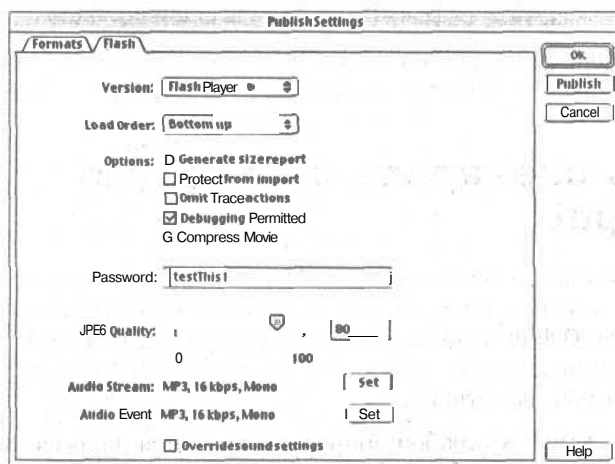 Publish Settings
Formats Flash
OK
Publish
Cancel
Version: Flash Player
Load Order: Bottom up
Options: D Generate size report
Protect from import
Omit Trace actions
Debugging Permitted
G Compress Movie
Password: testThis!
JPE6 Quality: 80
0 100
Audio Stream: MP3, 16 kbps, Mono Set
Audio Event MP3, 16 kbps, Mono Set
Override sound settings
Help